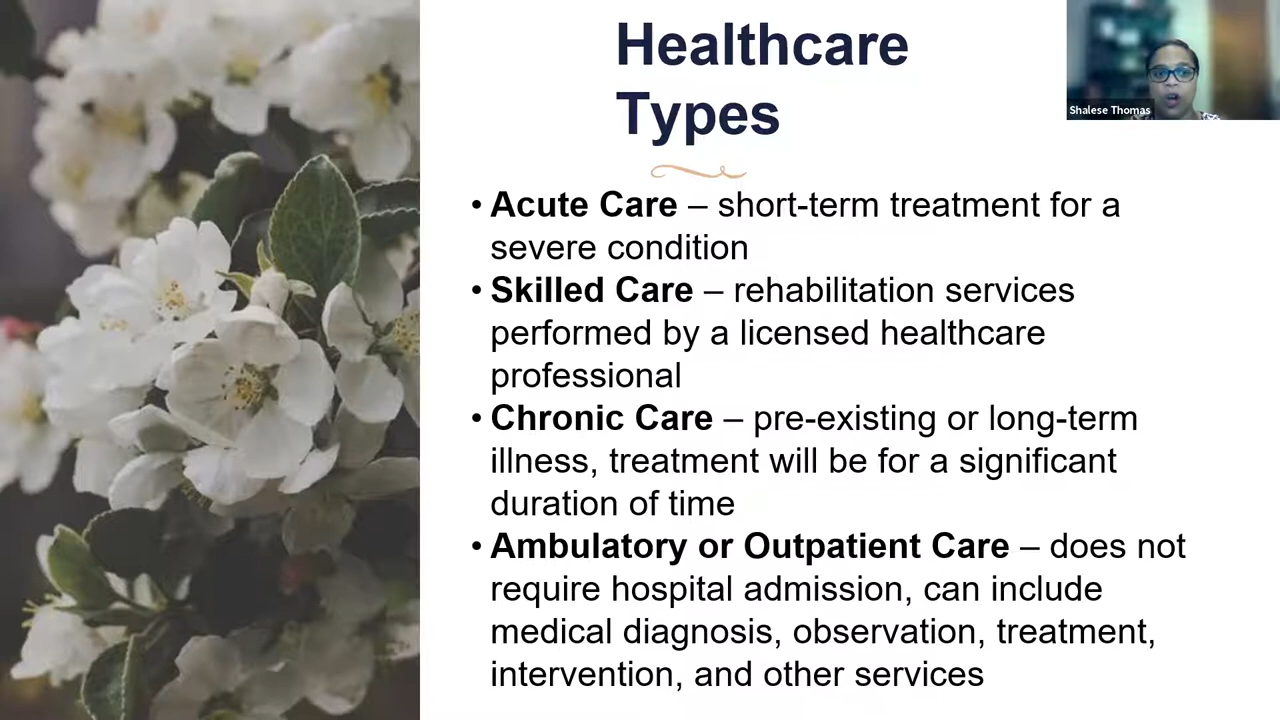 Healthcare
Types
Shalese Thomas
• Acute Care – short-term treatment for a
severe condition
• Skilled Care – rehabilitation services
performed by a licensed healthcare
professional
• Chronic Care – pre-existing or long-term
illness, treatment will be for a significant
duration of time
• Ambulatory or Outpatient Care – does not
require hospital admission, can include
medical diagnosis, observation, treatment,
intervention, and other services